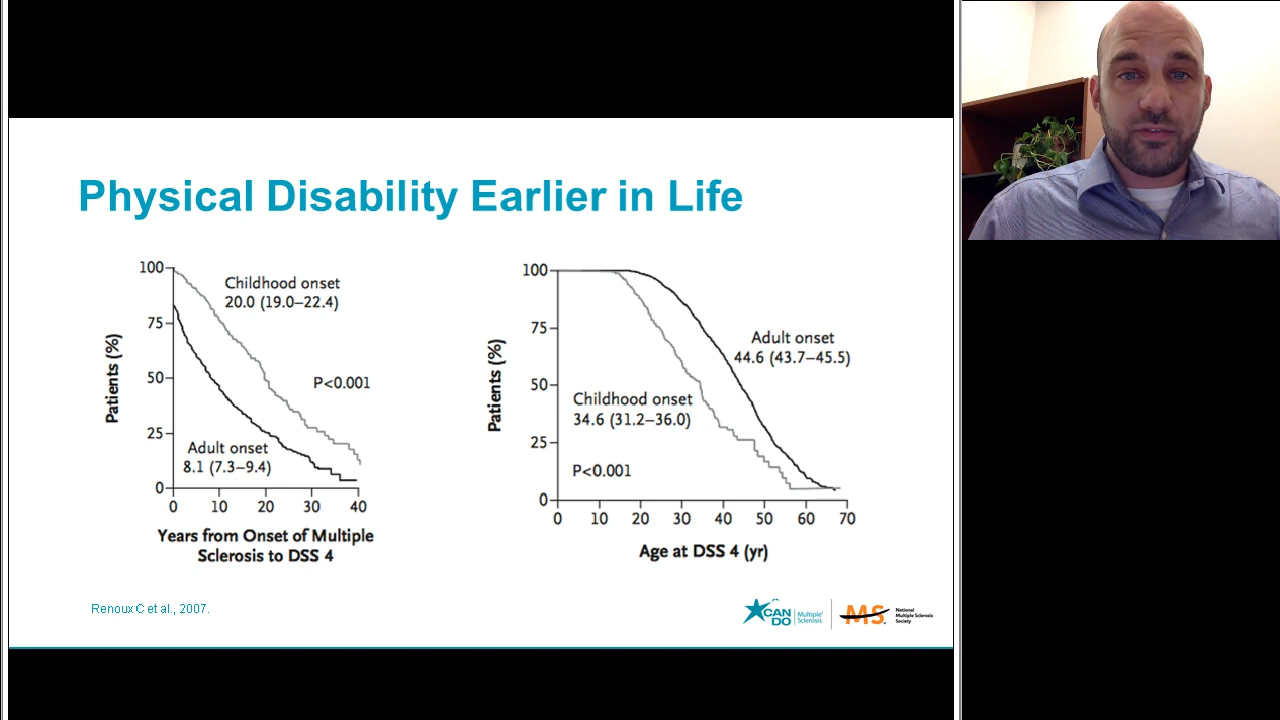 Physical Disability Earlier in Life
100
75
50
25
0
Patients (%)
Childhood onset
20.0 (19.0–22.4)
P<0.001
Adult onset
8.1 (7.3–9.4)
0 10 20 30 40
Years from Onset of Multiple
Sclerosis to DSS 4
100
75
50
25
0
Patients (%)
Adult onset
44.6 (43.7–45.5)
Childhood onset
34.6 (31.2–36.0)
P<0.001
0 10 20 30 40 50 60 70
Age at DSS 4 (yr)
Renoux C et al., 2007.
CAN
DO
Multiple
Sclerosis
MS
National
Multiple Sclerosis
Society